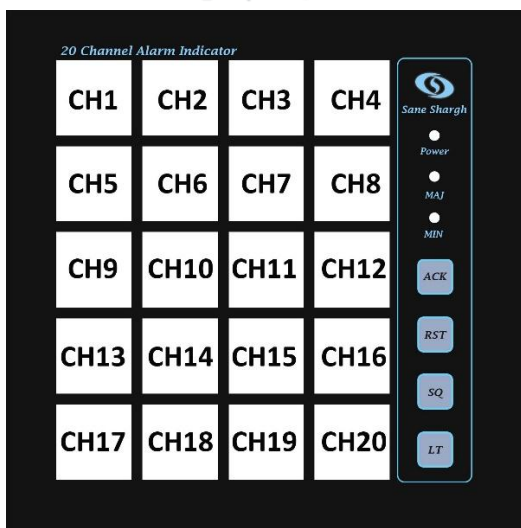 20 Channel Alarm Indicator
CH1 CH2 CH3 CH4
CH5 CH6 CH7 CH8
CH9 CH10 CH11 CH12
CH13 CH14 CH15 CH16
CH17 CH18 CH19 CH20
Sane Shargh
Power
MAJ
MIN
ACK
RST
SQ
LT